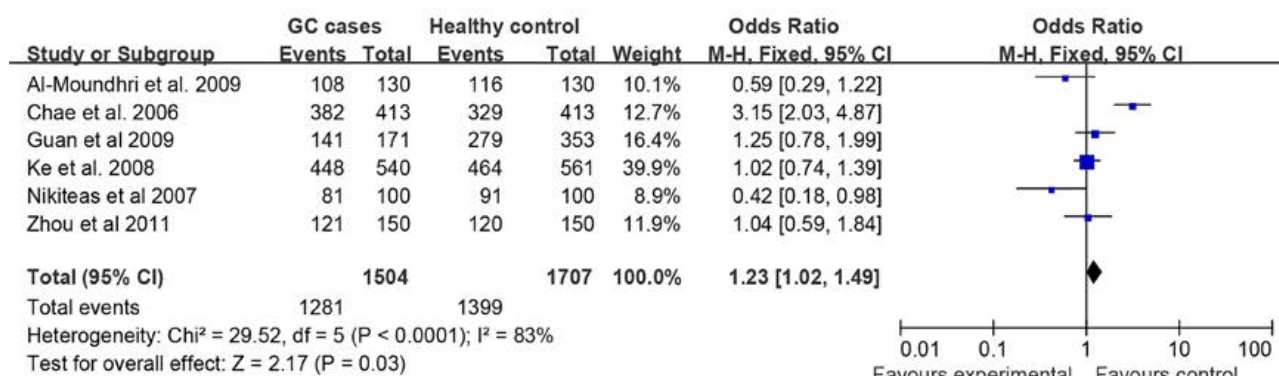 GC cases Healthy control Odds Ratio Odds Ratio
Study or Subgroup Events Total Events Total Weight M-H, Fixed, 95% CI M-H, Fixed, 95% CI
Al-Moundhri et al. 2009 108 130 116 130 10.1% 0.59 [0.29, 1.22]
Chae et al. 2006 382 413 329 413 12.7% 3.15 [2.03, 4.87]
Guan et al 2009 141 171 279 353 16.4% 1.25 [0.78, 1.99]
Ke et al. 2008 448 540 464 561 39.9% 1.02 [0.74, 1.39]
Nikiteas et al 2007 81 100 91 100 8.9% 0.42 [0.18, 0.98]
Zhou et al 2011 121 150 120 150 11.9% 1.04 [0.59, 1.84]
Total (95% CI) 1504 1707 100.0% 1.23 [1.02, 1.49]
Total events 1281 1399
Heterogeneity: Chi² = 29.52, df = 5 (P < 0.0001); I² = 83%
Test for overall effect: Z = 2.17 (P = 0.03)
0.01 0.1 1 10 100
Favours experimental Favours control